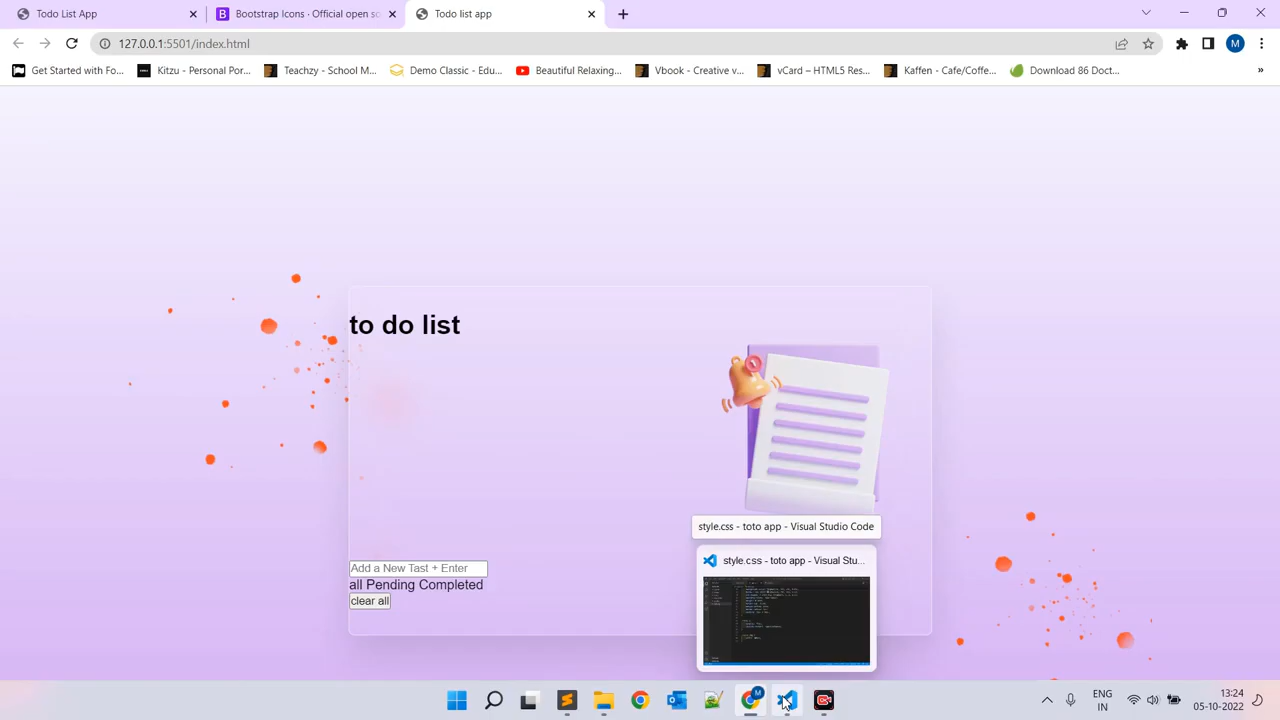 Todo List App
Bootstrap Icons · Official open so
Todo list app
127.0.0.1:5501/index.html
M
Get Started with Fo...
Kitzu - Personal Por...
Teachzy - School M...
Demo Classic - Edu...
Beautiful Relaxing...
Vbook - Creative v...
vCard – HTML5 Res...
Kaffen - Cafe/Coffe...
Download 86 Doct...
»
to do list
style.css - toto app - Visual Studio Code
style.css - toto app - Visual Stu...
Add a New Tast + Enter
all Pending Completed
clear all
M
ENG
IN
13:24
05-10-2022